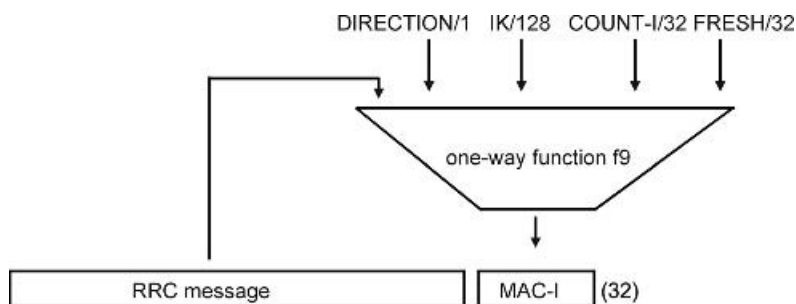 DIRECTION/1 IK/128 COUNT-I/32 FRESH/32
one-way function f9
RRC message MAC-I (32)